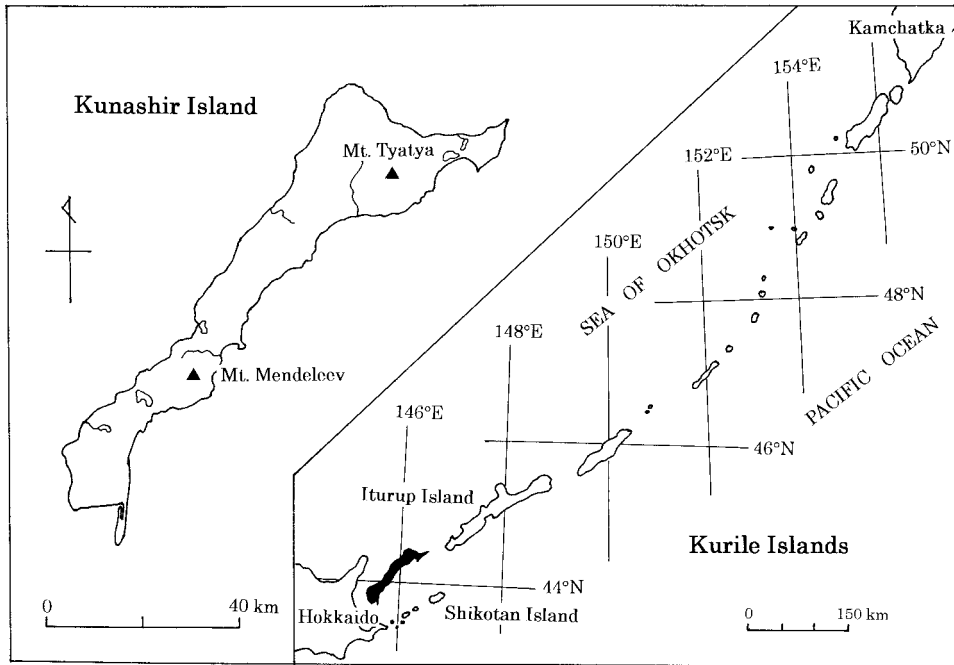 Kunashir Island
Mt. Tyatya
Mt. Mendeleev
0 40 km
Kamchatka
154°E
50°N
152°E
150°E
SEA OF OKHOTSK
48°N
148°E
PACIFIC OCEAN
146°E
46°N
Iturup Island
Kurile Islands
44°N
Hokkaido
Shikotan Island
0 150 km